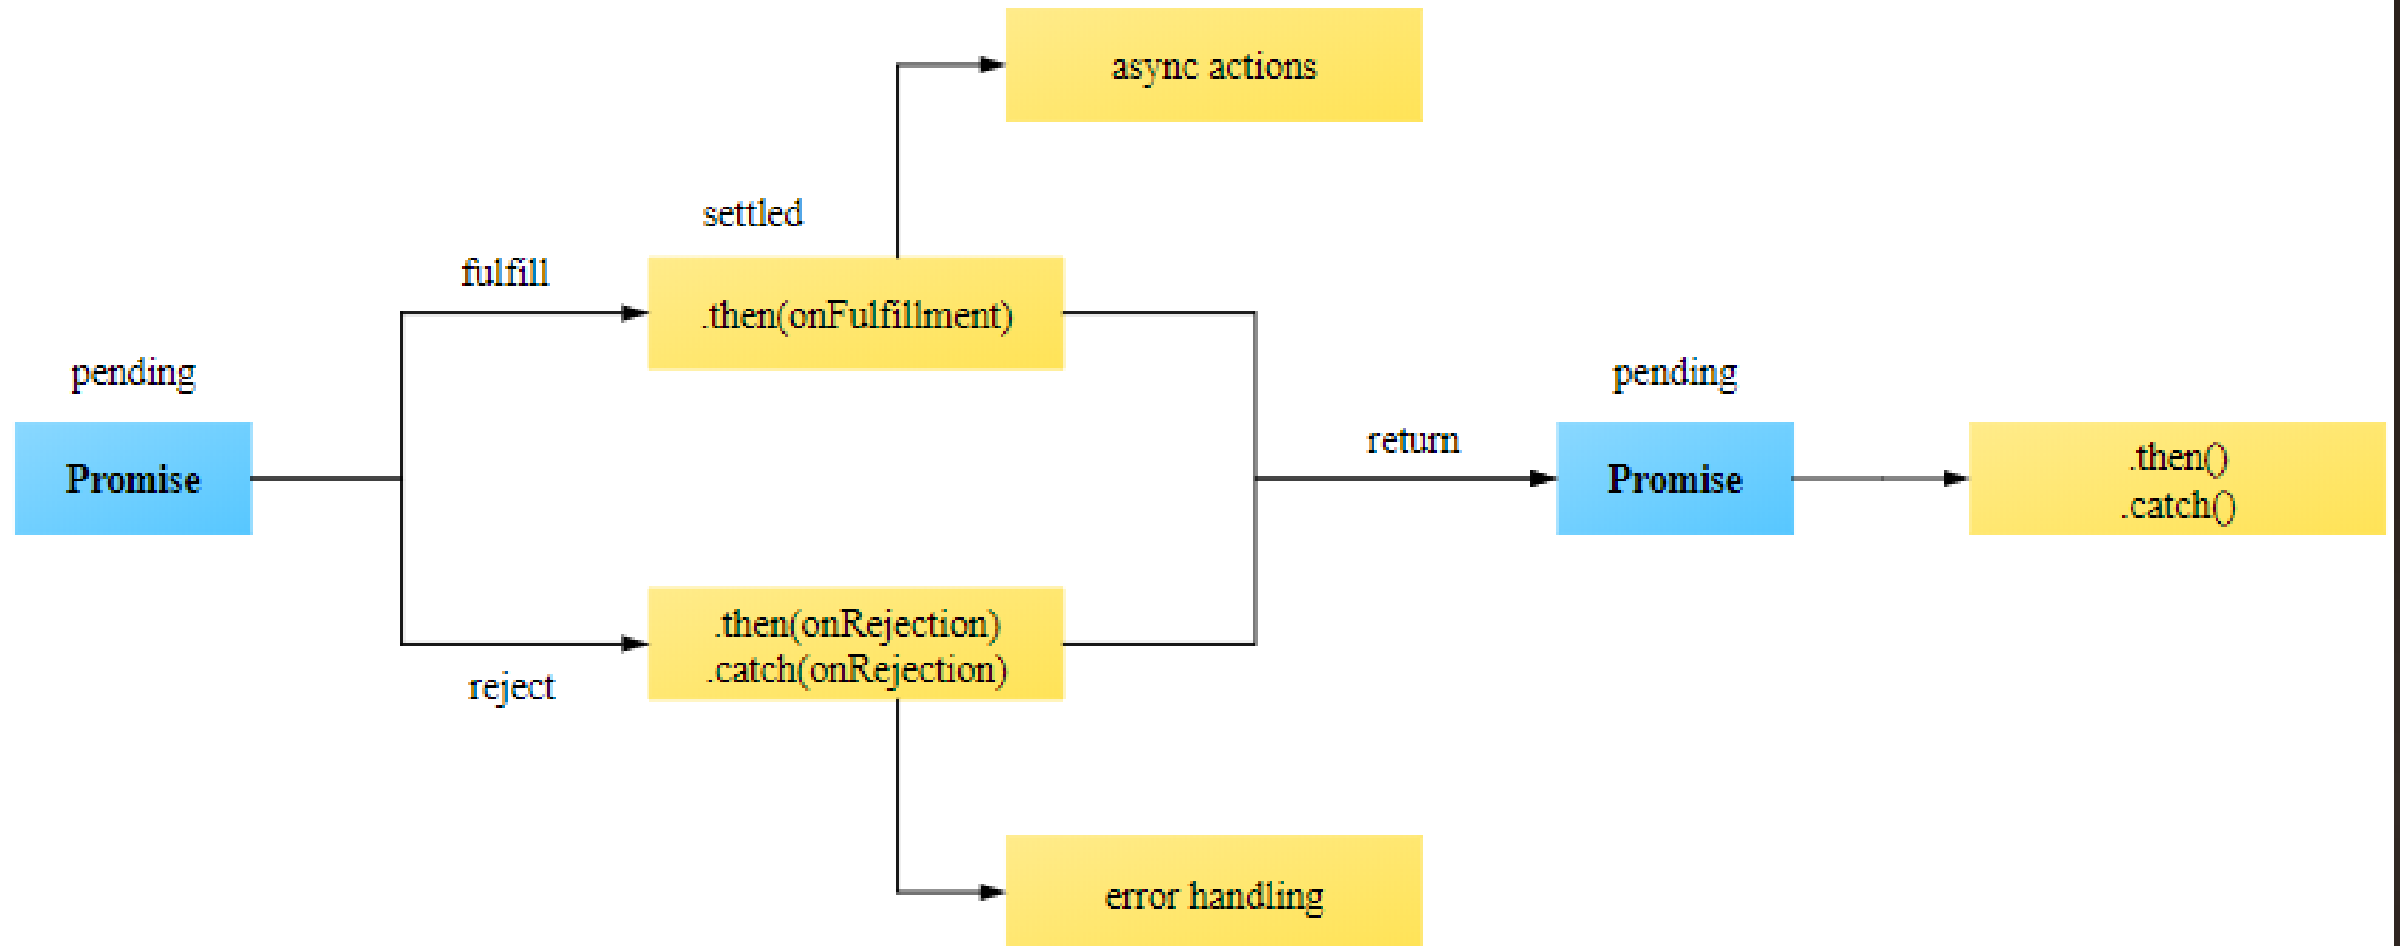 async actions
settled
fulfill
.then(onFulfillment)
pending
Promise
reject
.then(onRejection)
.catch(onRejection)
error handling
return
pending
Promise
.then()
.catch()